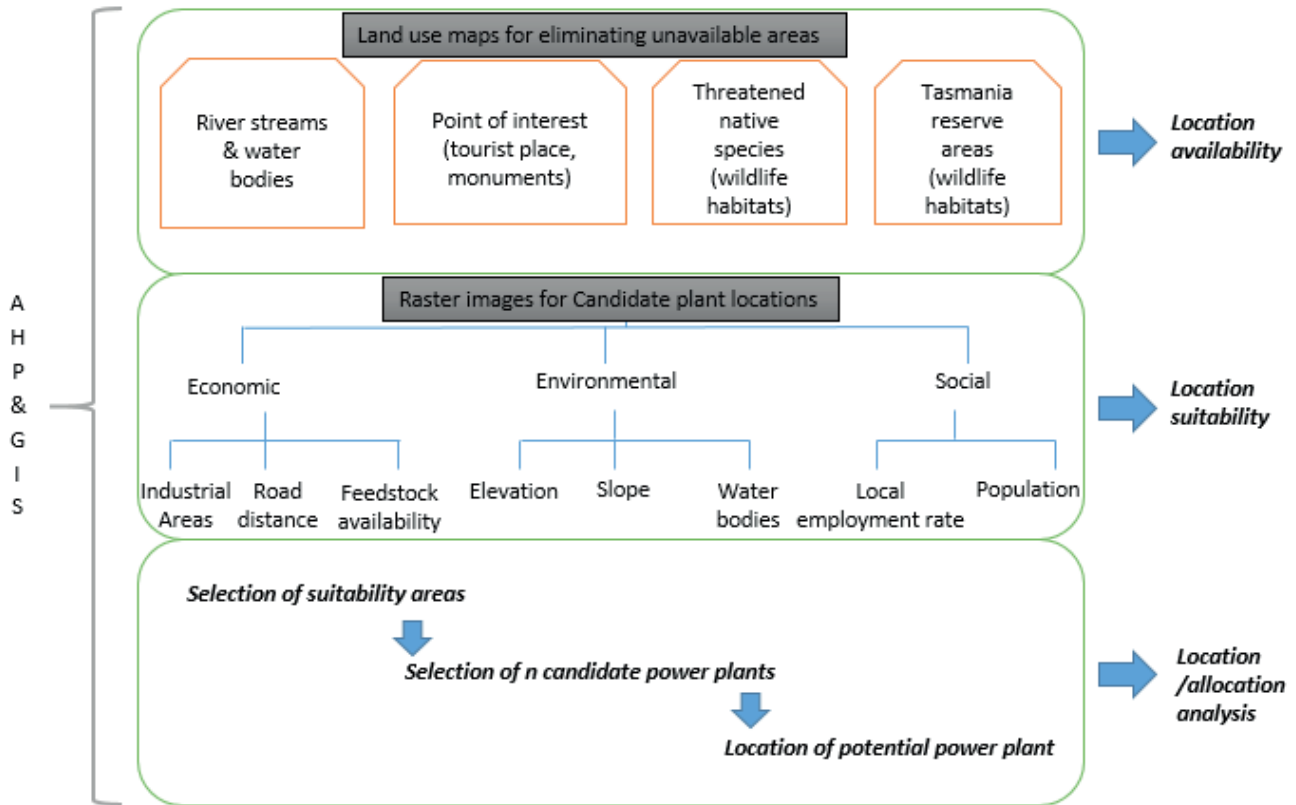 Land use maps for eliminating unavailable areas
River streams
& water
bodies
Point of interest
(tourist place,
monuments)
Threatened
native
species
(wildlife
habitats)
Tasmania
reserve
areas
(wildlife
habitats)
Location
availability
A
H
P
&
G
I
S
Raster images for Candidate plant locations
Economic
Environmental
Social
Industrial
Areas
Road
distance
Feedstock
availability
Elevation
Slope
Water
bodies
Local
employment rate
Population
Location
suitability
Selection of suitability areas
Selection of n candidate power plants
Location of potential power plant
Location
/allocation
analysis